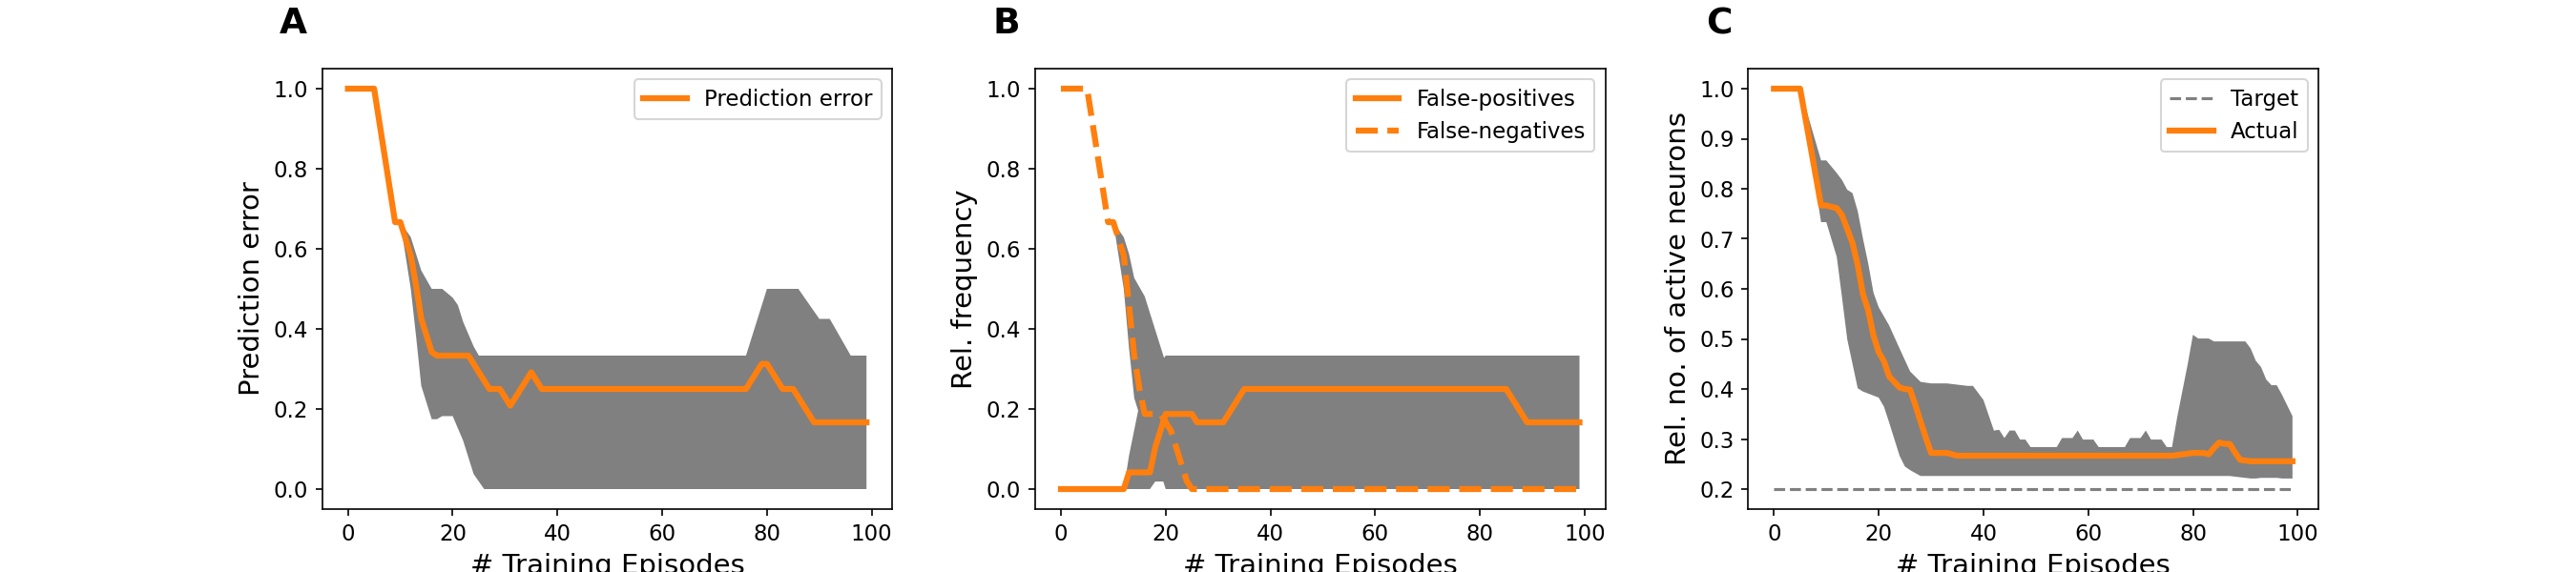 A
Prediction error
1.0
0.8
0.6
0.4
0.2
0.0
Prediction error
0 20 40 60 80 100
# Training Episodes
B
False-positives
False-negatives
1.0
0.8
0.6
0.4
0.2
0.0
Rel. frequency
0 20 40 60 80 100
# Training Episodes
C
Target
Actual
1.0
0.9
0.8
0.7
0.6
0.5
0.4
0.3
0.2
Rel. no. of active neurons
0 20 40 60 80 100
# Training Episodes